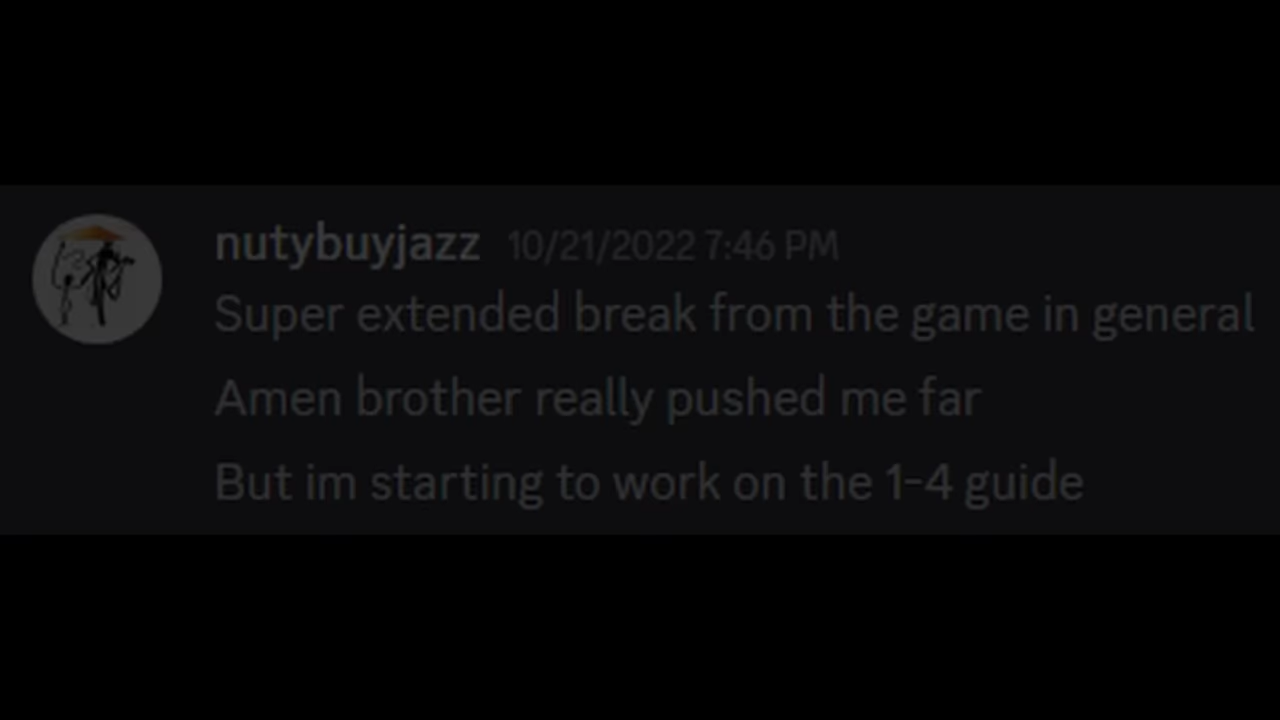 nutybuyjazz 10/21/2022 7:46 PM
Super extended break from the game in general
Amen brother really pushed me far
But im starting to work on the 1-4 guide